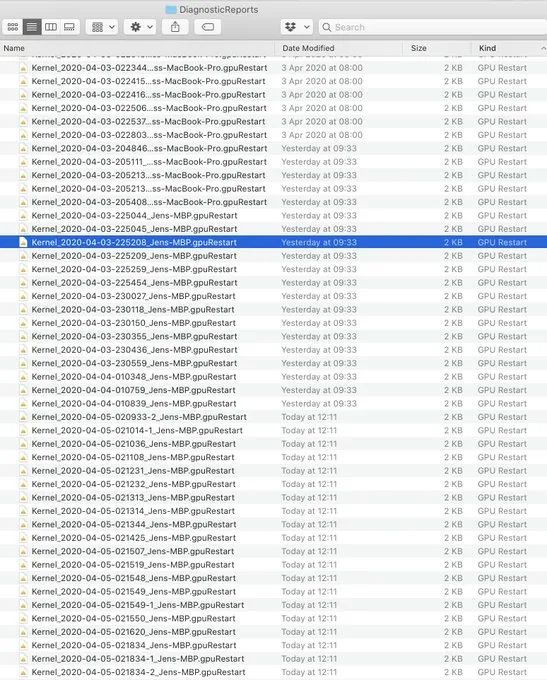 DiagnosticReports
Search
Name Date Modified Size Kind
Kernel_2020-04-03-022344...ss-MacBook-Pro.gpuRestart 3 Apr 2020 at 08:00 2 KB GPU Restart
Kernel_2020-04-03-022415...ss-MacBook-Pro.gpuRestart 3 Apr 2020 at 08:00 2 KB GPU Restart
Kernel_2020-04-03-022416...ss-MacBook-Pro.gpuRestart 3 Apr 2020 at 08:00 2 KB GPU Restart
Kernel_2020-04-03-022506...ss-MacBook-Pro.gpuRestart 3 Apr 2020 at 08:00 2 KB GPU Restart
Kernel_2020-04-03-022537...ss-MacBook-Pro.gpuRestart 3 Apr 2020 at 08:00 2 KB GPU Restart
Kernel_2020-04-03-022803...ss-MacBook-Pro.gpuRestart 3 Apr 2020 at 08:00 2 KB GPU Restart
Kernel_2020-04-03-204846...ss-MacBook-Pro.gpuRestart Yesterday at 09:33 2 KB GPU Restart
Kernel_2020-04-03-205111_...ss-MacBook-Pro.gpuRestart Yesterday at 09:33 2 KB GPU Restart
Kernel_2020-04-03-205213...ss-MacBook-Pro.gpuRestart Yesterday at 09:33 2 KB GPU Restart
Kernel_2020-04-03-205213...ss-MacBook-Pro.gpuRestart Yesterday at 09:33 2 KB GPU Restart
Kernel_2020-04-03-205408...ss-MacBook-Pro.gpuRestart Yesterday at 09:33 2 KB GPU Restart
Kernel_2020-04-03-225044_Jens-MBP.gpuRestart Yesterday at 09:33 2 KB GPU Restart
Kernel_2020-04-03-225045_Jens-MBP.gpuRestart Yesterday at 09:33 2 KB GPU Restart
Kernel_2020-04-03-225208_Jens-MBP.gpuRestart Yesterday at 09:33 2 KB GPU Restart
Kernel_2020-04-03-225209_Jens-MBP.gpuRestart Yesterday at 09:33 2 KB GPU Restart
Kernel_2020-04-03-225259_Jens-MBP.gpuRestart Yesterday at 09:33 2 KB GPU Restart
Kernel_2020-04-03-225454_Jens-MBP.gpuRestart Yesterday at 09:33 2 KB GPU Restart
Kernel_2020-04-03-230027_Jens-MBP.gpuRestart Yesterday at 09:33 2 KB GPU Restart
Kernel_2020-04-03-230118_Jens-MBP.gpuRestart Yesterday at 09:33 2 KB GPU Restart
Kernel_2020-04-03-230150_Jens-MBP.gpuRestart Yesterday at 09:33 2 KB GPU Restart
Kernel_2020-04-03-230355_Jens-MBP.gpuRestart Yesterday at 09:33 2 KB GPU Restart
Kernel_2020-04-03-230436_Jens-MBP.gpuRestart Yesterday at 09:33 2 KB GPU Restart
Kernel_2020-04-03-230559_Jens-MBP.gpuRestart Yesterday at 09:33 2 KB GPU Restart
Kernel_2020-04-04-010348_Jens-MBP.gpuRestart Yesterday at 09:33 2 KB GPU Restart
Kernel_2020-04-04-010759_Jens-MBP.gpuRestart Yesterday at 09:33 2 KB GPU Restart
Kernel_2020-04-04-010839_Jens-MBP.gpuRestart Yesterday at 09:33 2 KB GPU Restart
Kernel_2020-04-05-020933-2_Jens-MBP.gpuRestart Today at 12:11 2 KB GPU Restart
Kernel_2020-04-05-021014-1_Jens-MBP.gpuRestart Today at 12:11 2 KB GPU Restart
Kernel_2020-04-05-021036_Jens-MBP.gpuRestart Today at 12:11 2 KB GPU Restart
Kernel_2020-04-05-021108_Jens-MBP.gpuRestart Today at 12:11 2 KB GPU Restart
Kernel_2020-04-05-021231_Jens-MBP.gpuRestart Today at 12:11 2 KB GPU Restart
Kernel_2020-04-05-021232_Jens-MBP.gpuRestart Today at 12:11 2 KB GPU Restart
Kernel_2020-04-05-021313_Jens-MBP.gpuRestart Today at 12:11 2 KB GPU Restart
Kernel_2020-04-05-021314_Jens-MBP.gpuRestart Today at 12:11 2 KB GPU Restart
Kernel_2020-04-05-021344_Jens-MBP.gpuRestart Today at 12:11 2 KB GPU Restart
Kernel_2020-04-05-021425_Jens-MBP.gpuRestart Today at 12:11 2 KB GPU Restart
Kernel_2020-04-05-021507_Jens-MBP.gpuRestart Today at 12:11 2 KB GPU Restart
Kernel_2020-04-05-021519_Jens-MBP.gpuRestart Today at 12:11 2 KB GPU Restart
Kernel_2020-04-05-021548_Jens-MBP.gpuRestart Today at 12:11 2 KB GPU Restart
Kernel_2020-04-05-021549_Jens-MBP.gpuRestart Today at 12:11 2 KB GPU Restart
Kernel_2020-04-05-021549-1_Jens-MBP.gpuRestart Today at 12:11 2 KB GPU Restart
Kernel_2020-04-05-021550_Jens-MBP.gpuRestart Today at 12:11 2 KB GPU Restart
Kernel_2020-04-05-021620_Jens-MBP.gpuRestart Today at 12:11 2 KB GPU Restart
Kernel_2020-04-05-021834_Jens-MBP.gpuRestart Today at 12:11 2 KB GPU Restart
Kernel_2020-04-05-021834-1_Jens-MBP.gpuRestart Today at 12:11 2 KB GPU Restart
Kernel_2020-04-05-021834-2_Jens-MBP.gpuRestart Today at 12:11 2 KB GPU Restart